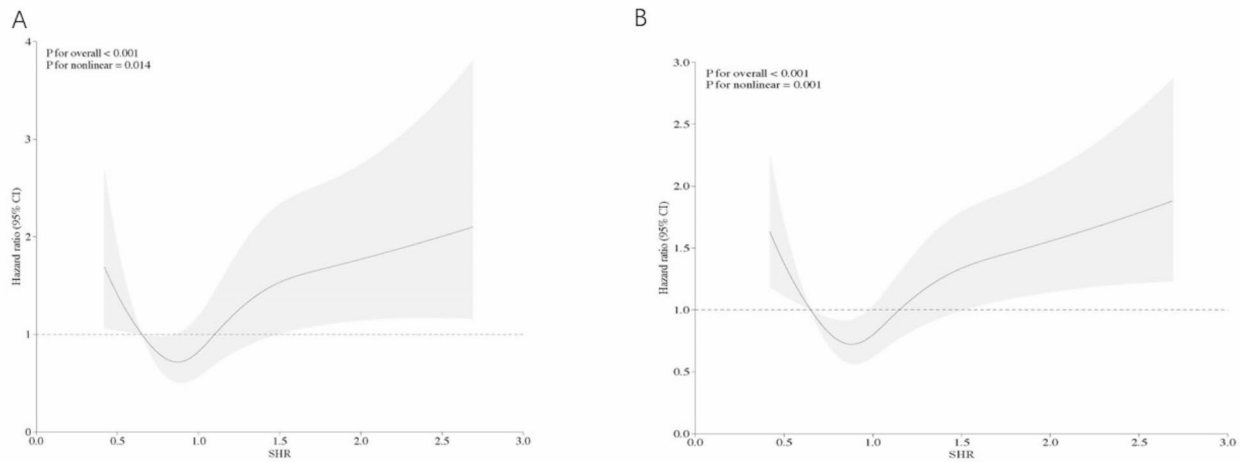 A
P for overall < 0.001
P for nonlinear = 0.014
Hazard ratio (95% CI)
4
3
2
1
0
0.0 0.5 1.0 1.5 2.0 2.5 3.0
SHR
B
P for overall < 0.001
P for nonlinear = 0.001
Hazard ratio (95% CI)
3.0
2.5
2.0
1.5
1.0
0.5
0.0
0.0 0.5 1.0 1.5 2.0 2.5 3.0
SHR